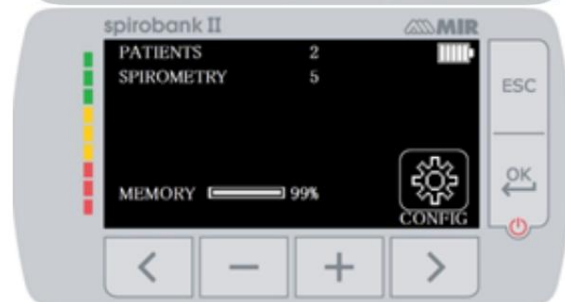 spirobank II MIR
PATIENTS 2
SPIROMETRY 5
ESC
MEMORY 99%
OK
CONFIG
< − + >